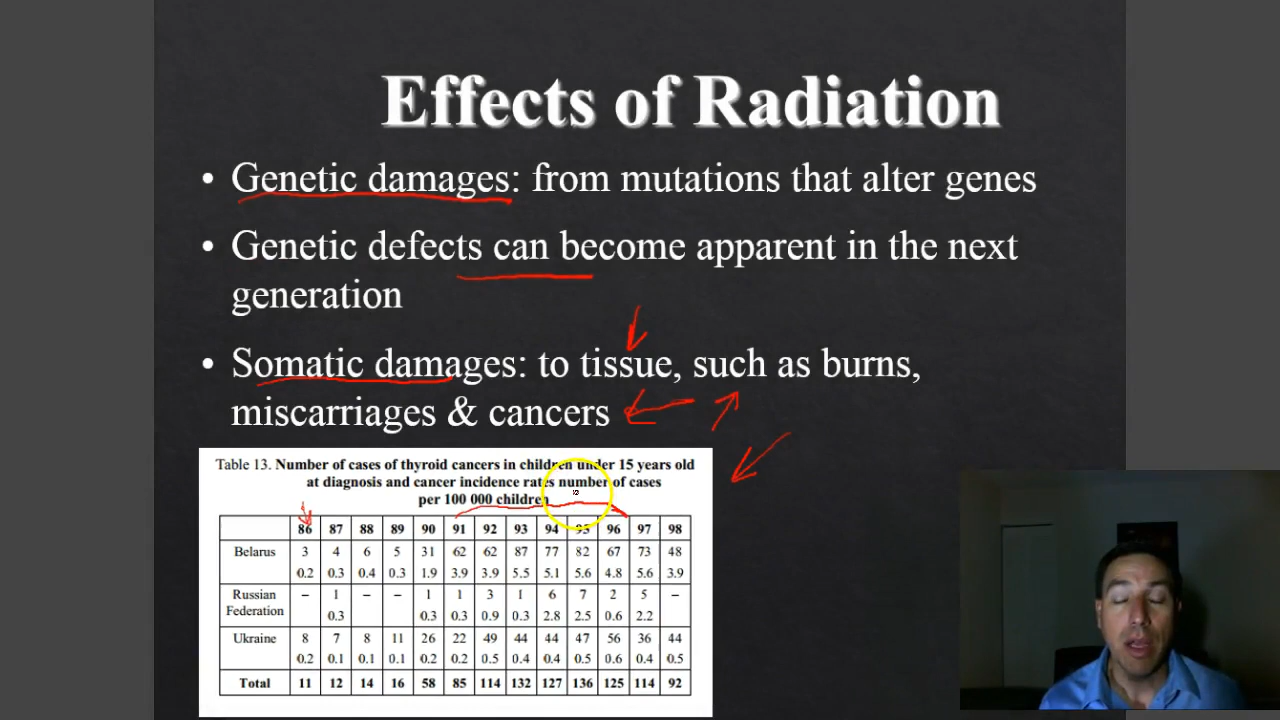 Effects of Radiation
• Genetic damages: from mutations that alter genes
• Genetic defects can become apparent in the next
generation
• Somatic damages: to tissue, such as burns,
miscarriages & cancers
Table 13. Number of cases of thyroid cancers in children under 15 years old
at diagnosis and cancer incidence rates number of cases
per 100 000 children
86 87 88 89 90 91 92 93 94 95 96 97 98
Belarus 3 4 6 5 31 62 62 87 77 82 67 73 48
0.2 0.3 0.4 0.3 1.9 3.9 3.9 5.5 5.1 5.6 4.8 5.6 3.9
Russian – 1 – – 1 1 3 1 6 7 2 5 –
Federation 0.3 0.3 0.3 0.9 0.3 2.8 2.5 0.6 2.2
Ukraine 8 7 8 11 26 22 49 44 44 47 56 36 44
0.2 0.1 0.1 0.1 0.2 0.2 0.5 0.4 0.4 0.5 0.6 0.4 0.5
Total 11 12 14 16 58 85 114 132 127 136 125 114 92